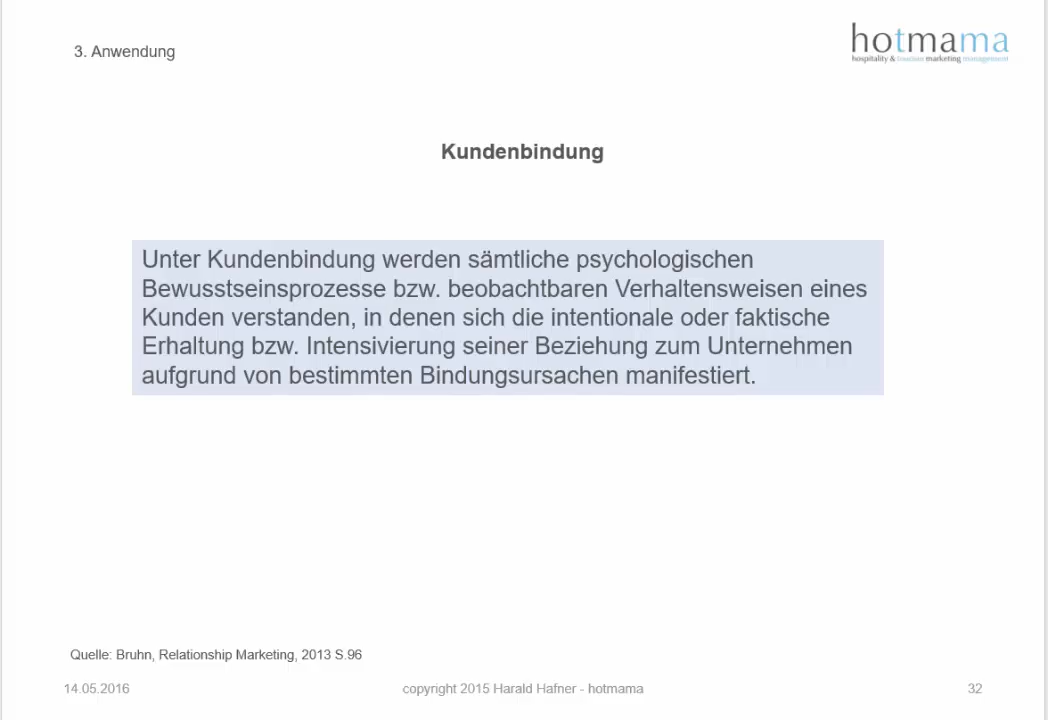 3. Anwendung
hotmama
hospitality & tourism marketing management
Kundenbindung
Unter Kundenbindung werden sämtliche psychologischen
Bewusstseinsprozesse bzw. beobachtbaren Verhaltensweisen eines
Kunden verstanden, in denen sich die intentionale oder faktische
Erhaltung bzw. Intensivierung seiner Beziehung zum Unternehmen
aufgrund von bestimmten Bindungsursachen manifestiert.
Quelle: Bruhn, Relationship Marketing, 2013 S.96
14.05.2016
copyright 2015 Harald Hafner - hotmama
32